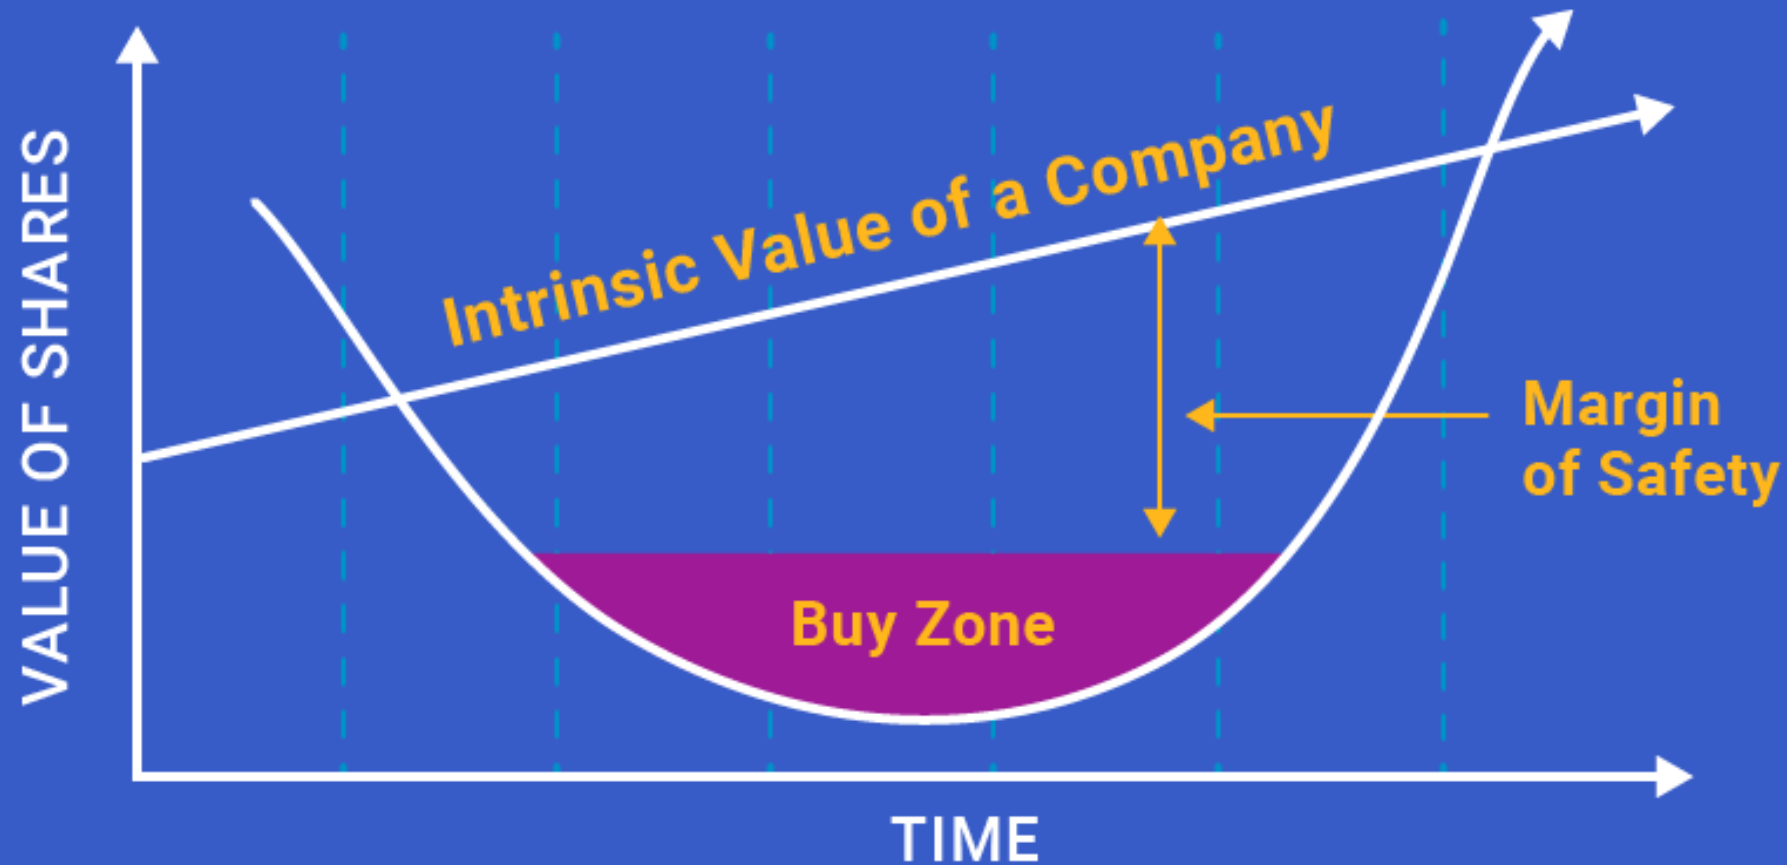 VALUE OF SHARES
Intrinsic Value of a Company
Margin
of Safety
Buy Zone
TIME